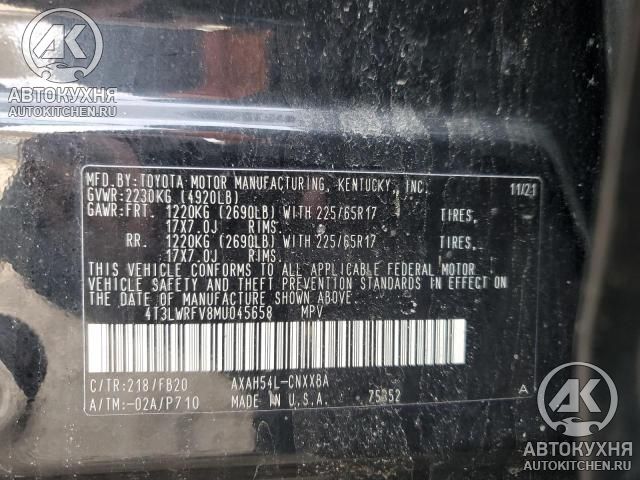 АК
АВТОКУХНЯ
AUTOKITCHEN.RU
MFD.BY:TOYOTA MOTOR MANUFACTURING, KENTUCKY, INC. 11/21
GVWR:2230KG (4920LB)
GAWR:FRT. 1220KG (2690LB) WITH 225/65R17 TIRES,
17X7.0J RIMS.
RR. 1220KG (2690LB) WITH 225/65R17 TIRES,
17X7.0J RIMS.
THIS VEHICLE CONFORMS TO ALL APPLICABLE FEDERAL MOTOR
VEHICLE SAFETY AND THEFT PREVENTION STANDARDS IN EFFECT ON
THE DATE OF MANUFACTURE SHOWN ABOVE.
4T3LWRFV8MU045658 MPV
C/TR:218/FB20 AXAH54L-CNXXBA
A/TM:-02A/P710 MADE IN U.S.A. 75352 A
АК
АВТОКУХНЯ
AUTOKITCHEN.RU